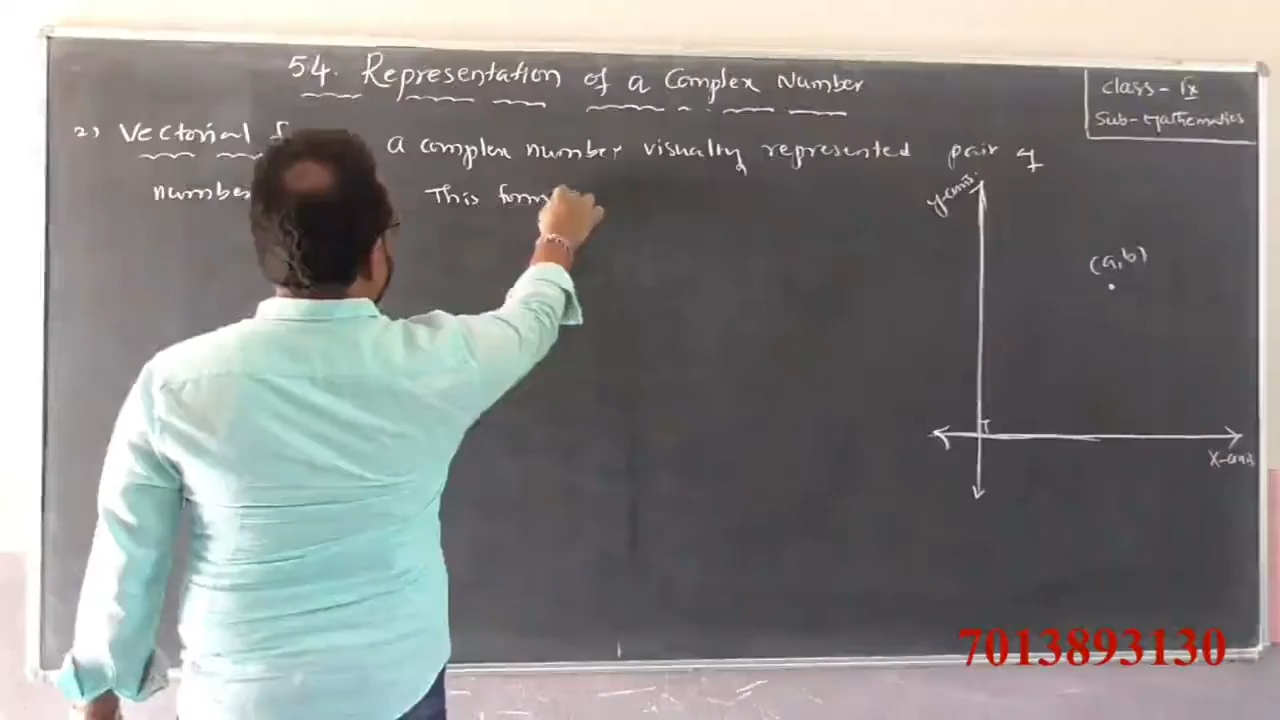 54. Representation of a Complex Number
class - IX
Sub - Mathematics
2) Vectorial f
a complex number visually represented pair of
number
This form
y-axis
(a,b)
X-axis
7013893130